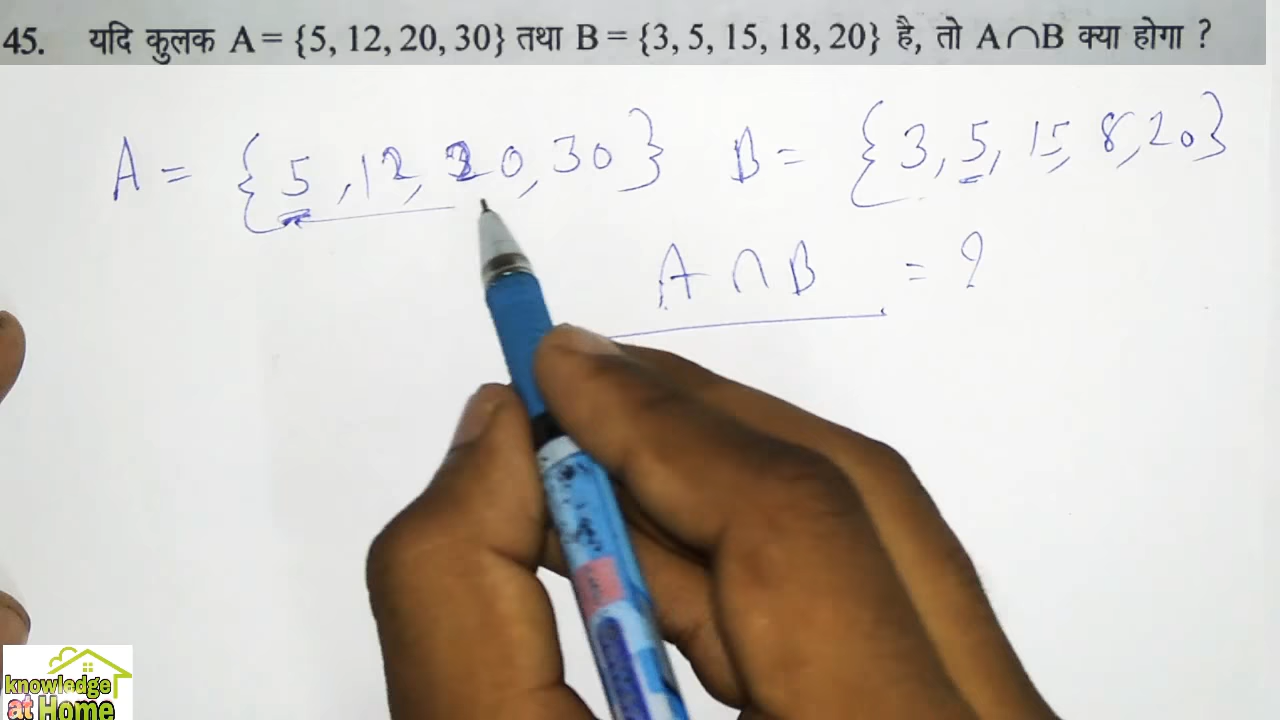 45. यदि कुलक A = {5, 12, 20, 30} तथा B = {3, 5, 15, 18, 20} है, तो A∩B क्या होगा ?
A = {5, 12, 20, 30} B = {3, 5, 15, 8, 20}
A ∩ B = ?
knowledge
at Home